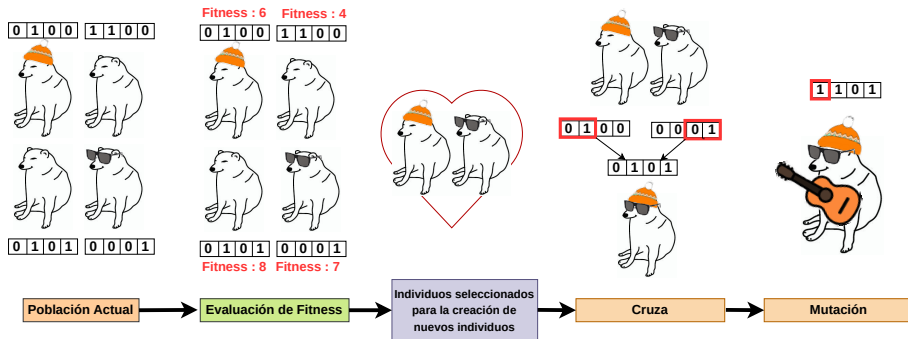 Fitness : 6 Fitness : 4
0 1 0 0 1 1 0 0
0 1 0 0 1 1 0 0
1 1 0 1
0 1 0 0 0 0 0 1
0 1 0 1
0 1 0 1 0 0 0 1
0 1 0 1 0 0 0 1
Fitness : 8 Fitness : 7
Población Actual
Evaluación de Fitness
Individuos seleccionados
para la creación de
nuevos individuos
Cruza
Mutación